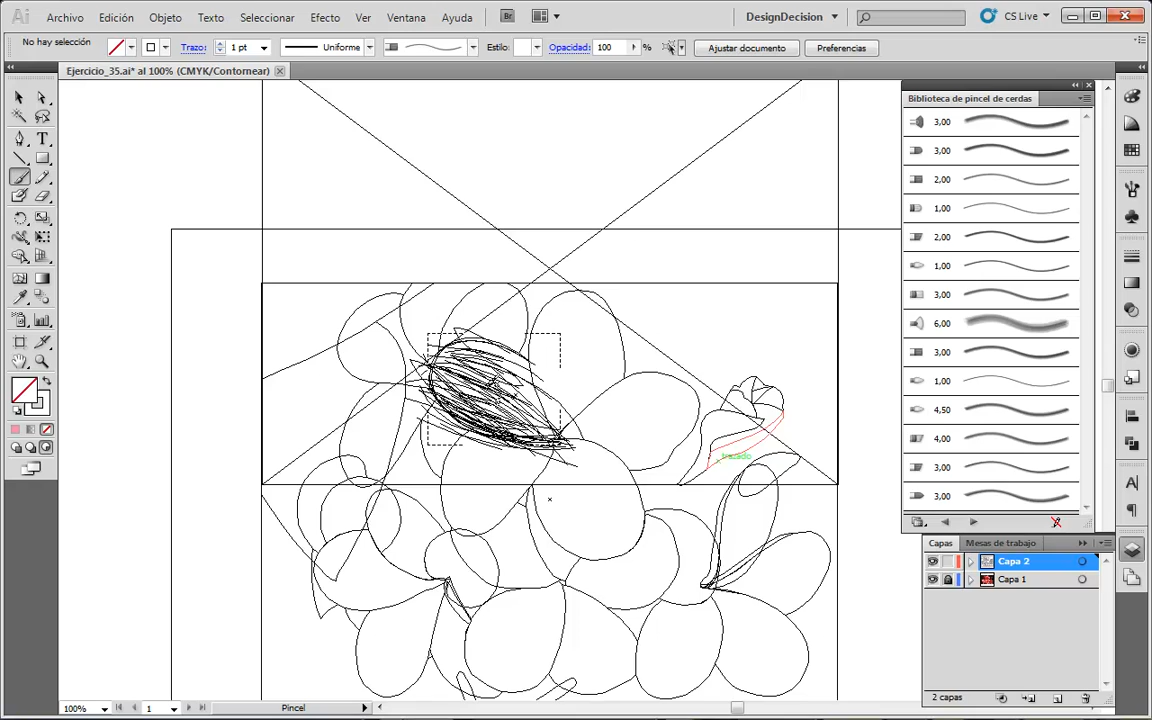 Ai Archivo Edición Objeto Texto Seleccionar Efecto Ver Ventana Ayuda Br DesignDecision CS Live
No hay selección Trazo: 1 pt Uniforme Estilo: Opacidad: 100 % Ajustar documento Preferencias
Ejercicio_35.ai* al 100% (CMYK/Contornear)
Biblioteca de pincel de cerdas
3,00
3,00
2,00
1,00
2,00
1,00
3,00
6,00
3,00
1,00
4,50
4,00
3,00
3,00
trazado
Capas Mesas de trabajo
Capa 2
Capa 1
2 capas
100% 1 Pincel